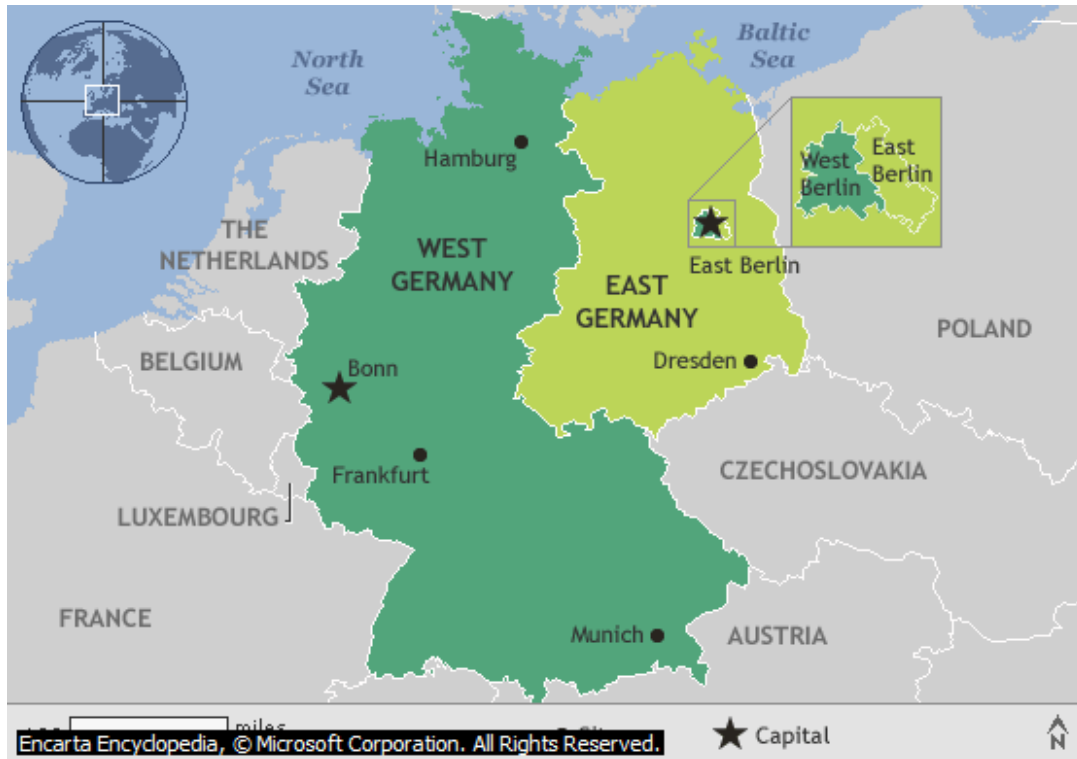 North
Sea
Baltic
Sea
Hamburg
West
Berlin
East
Berlin
THE
NETHERLANDS
WEST
GERMANY
East Berlin
EAST
GERMANY
POLAND
BELGIUM
Bonn
Dresden
Frankfurt
CZECHOSLOVAKIA
LUXEMBOURG
FRANCE
Munich
AUSTRIA
miles
Capital
N
Encarta Encyclopedia, © Microsoft Corporation. All Rights Reserved.